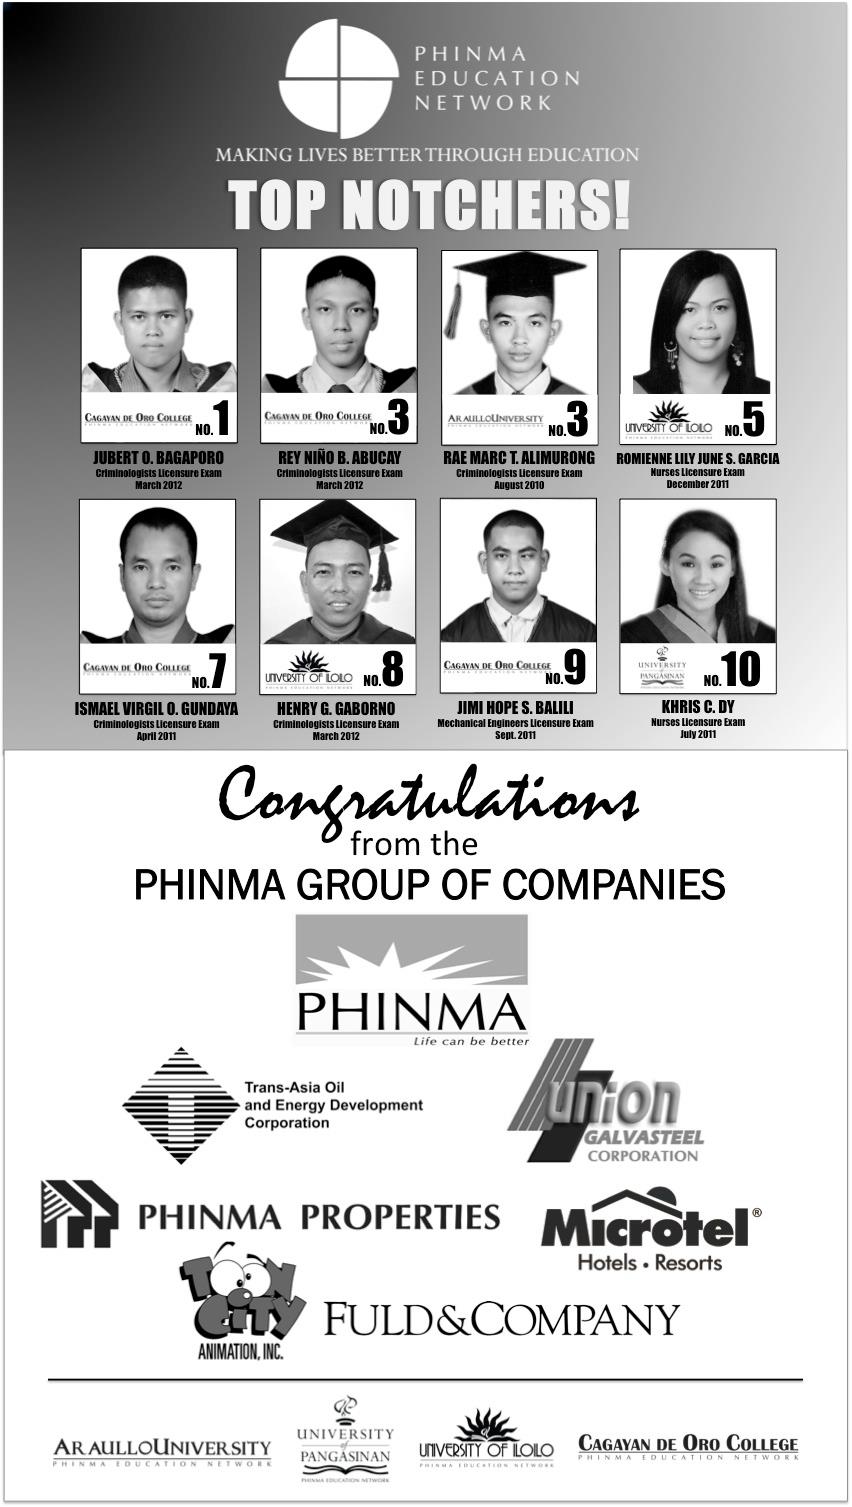 PHINMA
EDUCATION
NETWORK
MAKING LIVES BETTER THROUGH EDUCATION
TOP NOTCHERS!
CAGAYAN DE ORO COLLEGE
PHINMA EDUCATION NETWORK
NO. 1
JUBERT O. BAGAPORO
Criminologists Licensure Exam
March 2012
CAGAYAN DE ORO COLLEGE
PHINMA EDUCATION NETWORK
NO. 3
REY NIÑO B. ABUCAY
Criminologists Licensure Exam
March 2012
ARAULLO UNIVERSITY
PHINMA EDUCATION NETWORK
NO. 3
RAE MARC T. ALIMURONG
Criminologists Licensure Exam
August 2010
UNIVERSITY OF ILOILO
PHINMA EDUCATION NETWORK
NO. 5
ROMIENNE LILY JUNE S. GARCIA
Nurses Licensure Exam
December 2011
CAGAYAN DE ORO COLLEGE
PHINMA EDUCATION NETWORK
NO. 7
ISMAEL VIRGIL O. GUNDAYA
Criminologists Licensure Exam
April 2011
UNIVERSITY OF ILOILO
PHINMA EDUCATION NETWORK
NO. 8
HENRY G. GABORNO
Criminologists Licensure Exam
March 2012
CAGAYAN DE ORO COLLEGE
PHINMA EDUCATION NETWORK
NO. 9
JIMI HOPE S. BALILI
Mechanical Engineers Licensure Exam
Sept. 2011
UNIVERSITY
of
PANGASINAN
PHINMA EDUCATION NETWORK
NO. 10
KHRIS C. DY
Nurses Licensure Exam
July 2011
Congratulations
from the
PHINMA GROUP OF COMPANIES
PHINMA
Life can be better
Trans-Asia Oil
and Energy Development
Corporation
union
GALVASTEEL
CORPORATION
PHINMA PROPERTIES
Microtel®
Hotels • Resorts
TOON
CITY
ANIMATION, INC.
FULD & COMPANY
ARAULLO UNIVERSITY
PHINMA EDUCATION NETWORK
UNIVERSITY
of
PANGASINAN
PHINMA EDUCATION NETWORK
UNIVERSITY OF ILOILO
PHINMA EDUCATION NETWORK
CAGAYAN DE ORO COLLEGE
PHINMA EDUCATION NETWORK